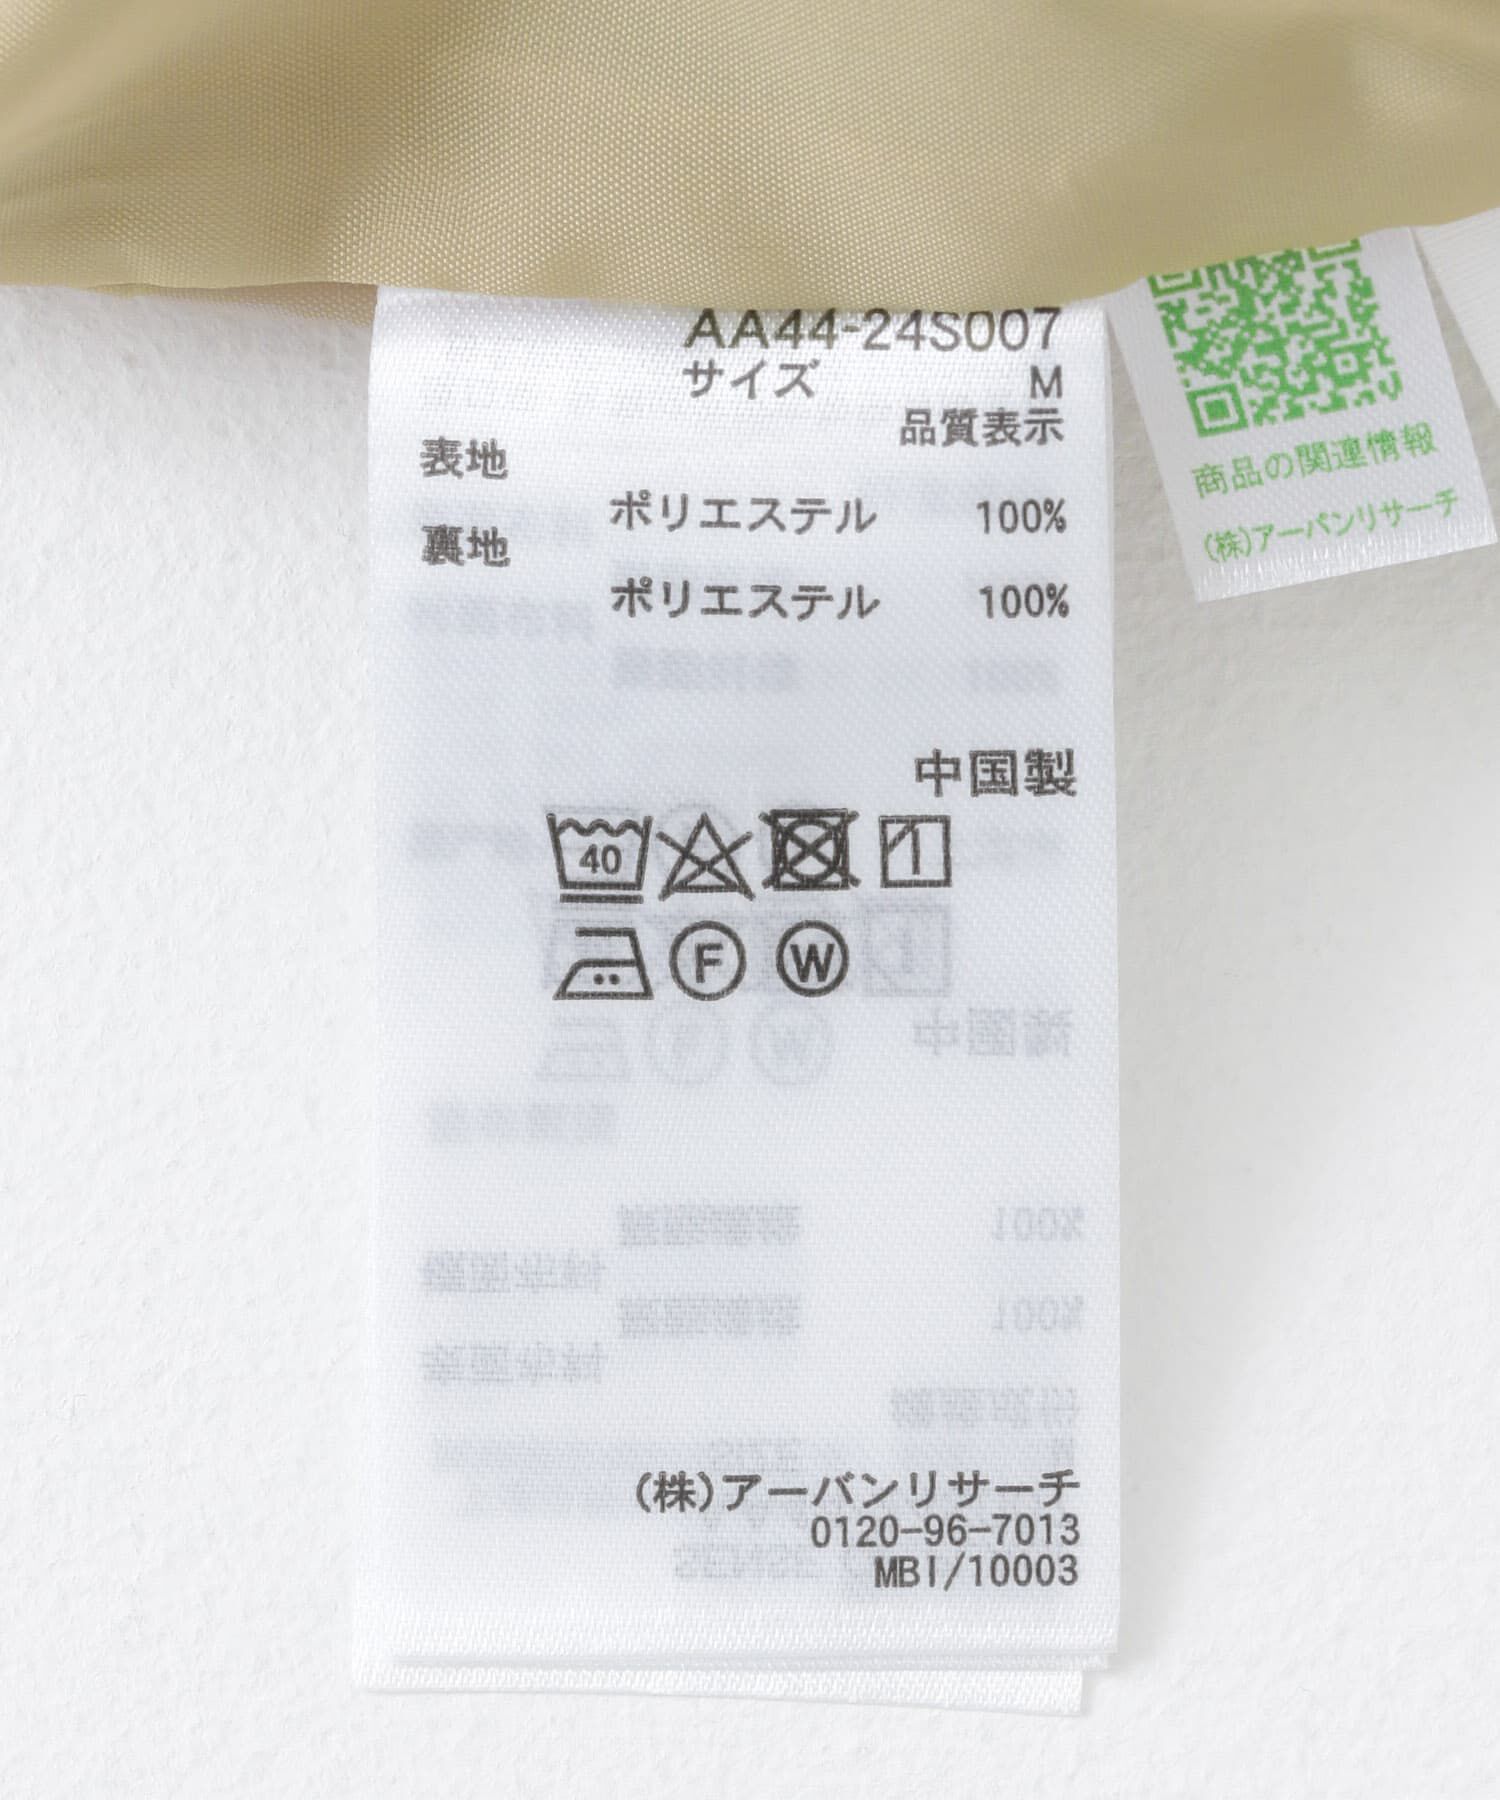 AA44-24S007
サイズ M
品質表示
表地
ポリエステル 100%
裏地
ポリエステル 100%
中国製
40
F W
(株)アーバンリサーチ
0120-96-7013
MBI/10003
商品の関連情報
(株)アーバンリサーチ